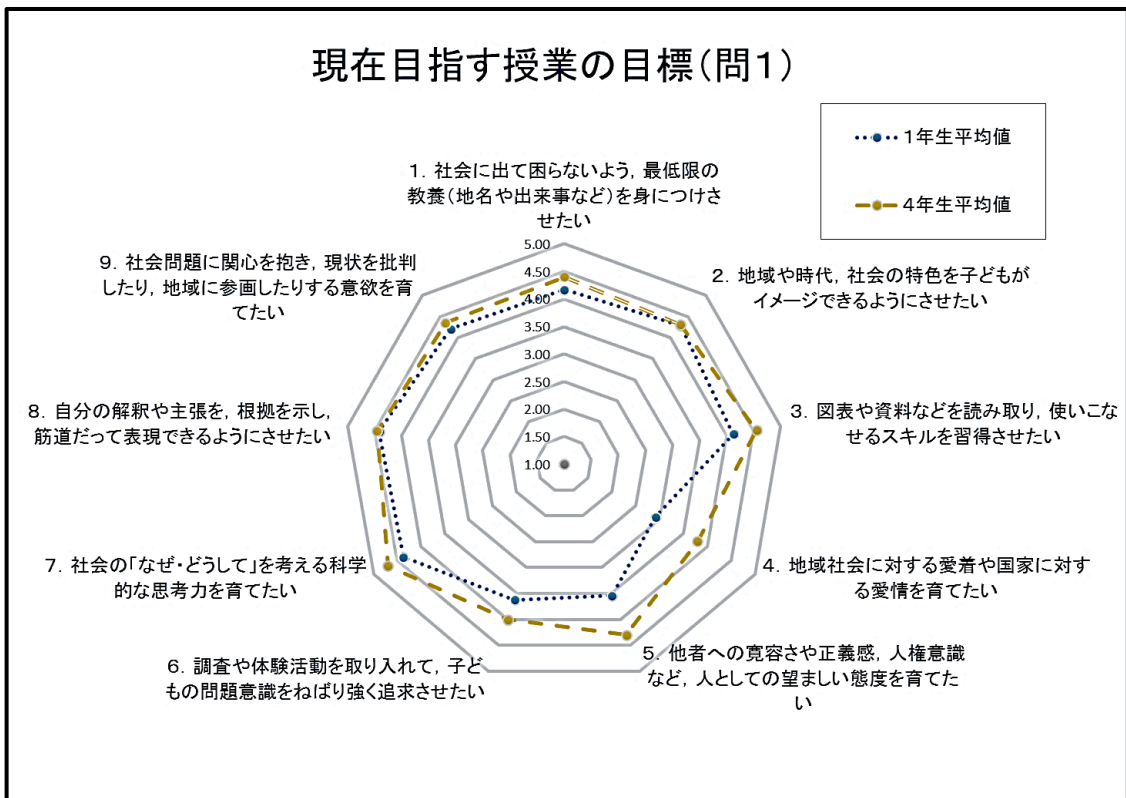 現在目指す授業の目標(問1)
1年生平均値
4年生平均値
1. 社会に出て困らないよう, 最低限の
教養(地名や出来事など)を身につけさ
せたい
2. 地域や時代, 社会の特色を子どもが
イメージできるようにさせたい
3. 図表や資料などを読み取り, 使いこな
せるスキルを習得させたい
4. 地域社会に対する愛着や国家に対す
る愛情を育てたい
5. 他者への寛容さや正義感, 人権意識
など, 人としての望ましい態度を育てた
い
6. 調査や体験活動を取り入れて, 子ど
もの問題意識をねばり強く追求させたい
7. 社会の「なぜ・どうして」を考える科学
的な思考力を育てたい
8. 自分の解釈や主張を, 根拠を示し,
筋道だって表現できるようにさせたい
9. 社会問題に関心を抱き, 現状を批判
したり, 地域に参画したりする意欲を育
てたい
5.00
4.50
4.00
3.50
3.00
2.50
2.00
1.50
1.00